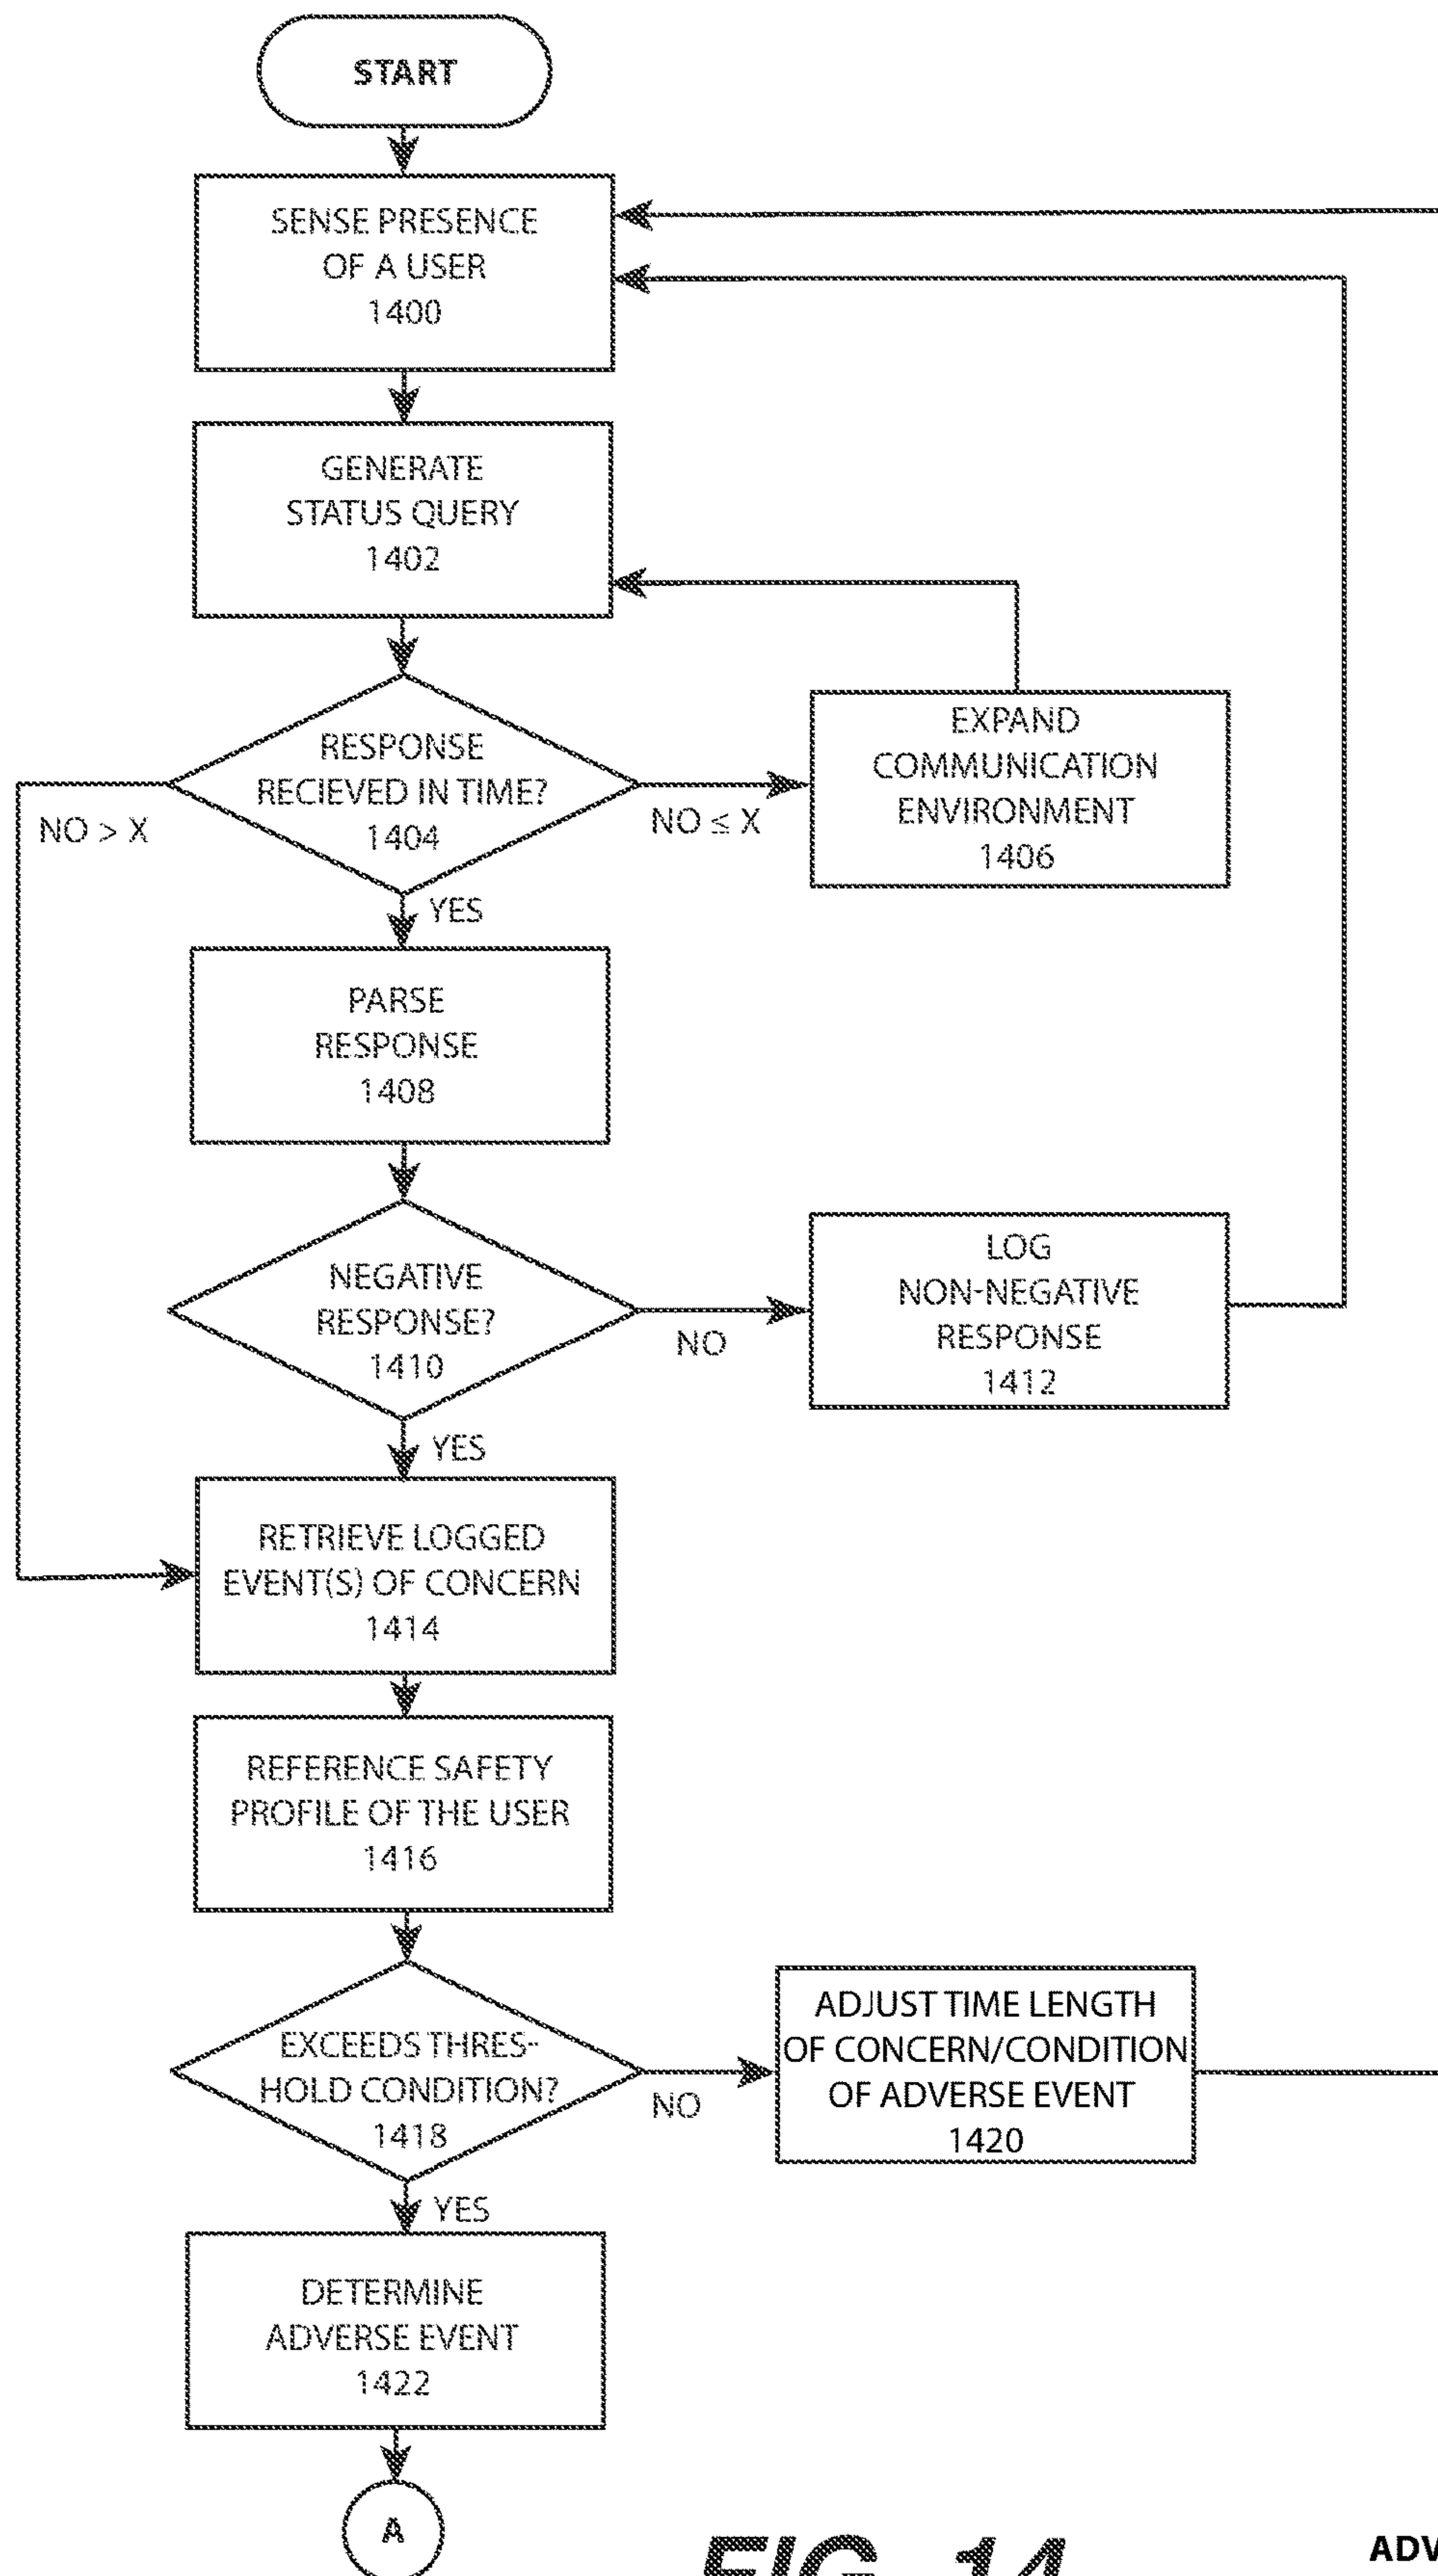 START
SENSE PRESENCE
OF A USER
1400
GENERATE
STATUS QUERY
1402
RESPONSE
RECIEVED IN TIME?
1404
NO > X
NO ≤ X
EXPAND
COMMUNICATION
ENVIRONMENT
1406
YES
PARSE
RESPONSE
1408
NEGATIVE
RESPONSE?
1410
NO
LOG
NON-NEGATIVE
RESPONSE
1412
YES
RETRIEVE LOGGED
EVENT(S) OF CONCERN
1414
REFERENCE SAFETY
PROFILE OF THE USER
1416
EXCEEDS THRES-
HOLD CONDITION?
1418
NO
ADJUST TIME LENGTH
OF CONCERN/CONDITION
OF ADVERSE EVENT
1420
YES
DETERMINE
ADVERSE EVENT
1422
A
FIG. 14
ADV